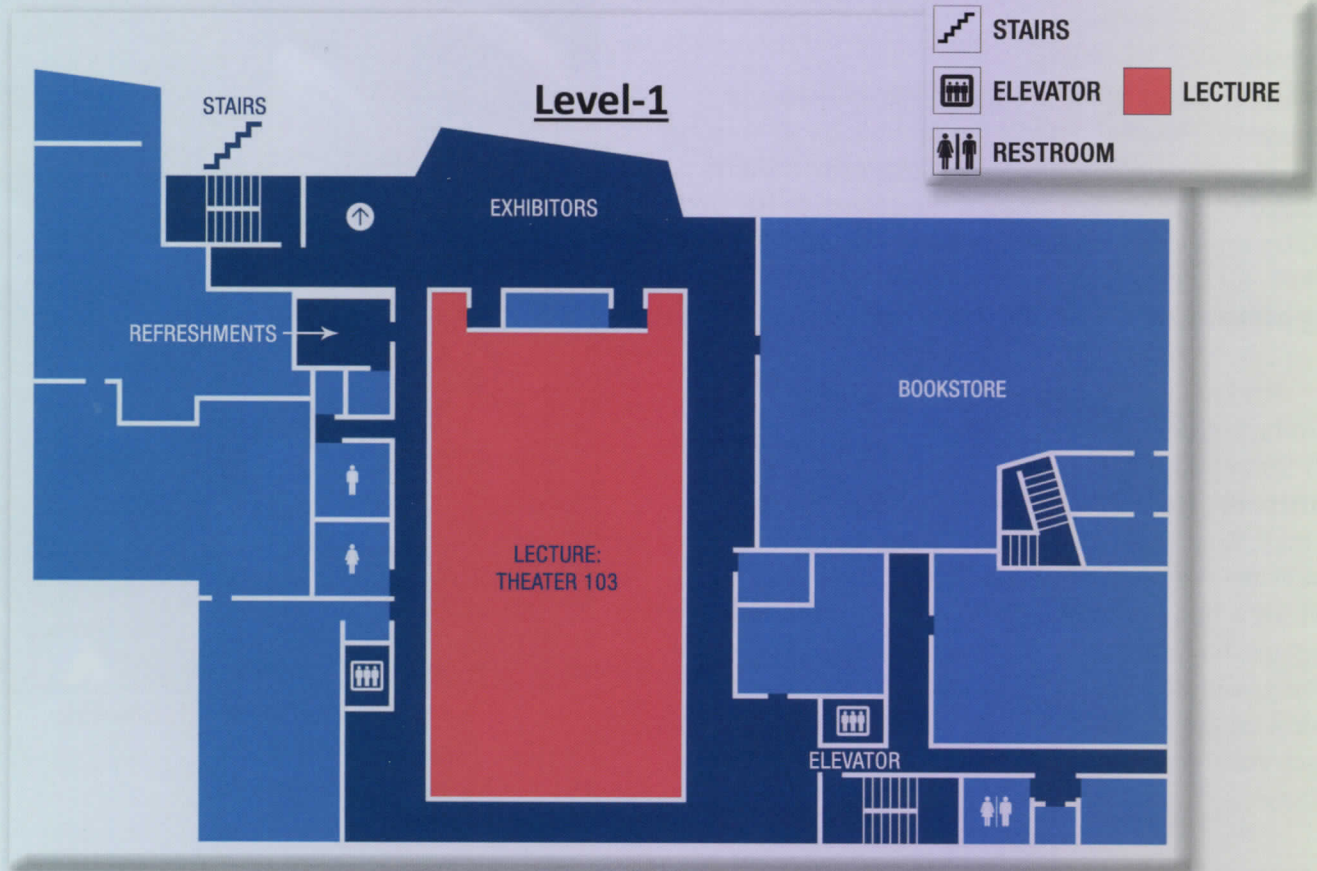 STAIRS
ELEVATOR
LECTURE
RESTROOM
Level-1
STAIRS
EXHIBITORS
REFRESHMENTS
BOOKSTORE
LECTURE:
THEATER 103
ELEVATOR